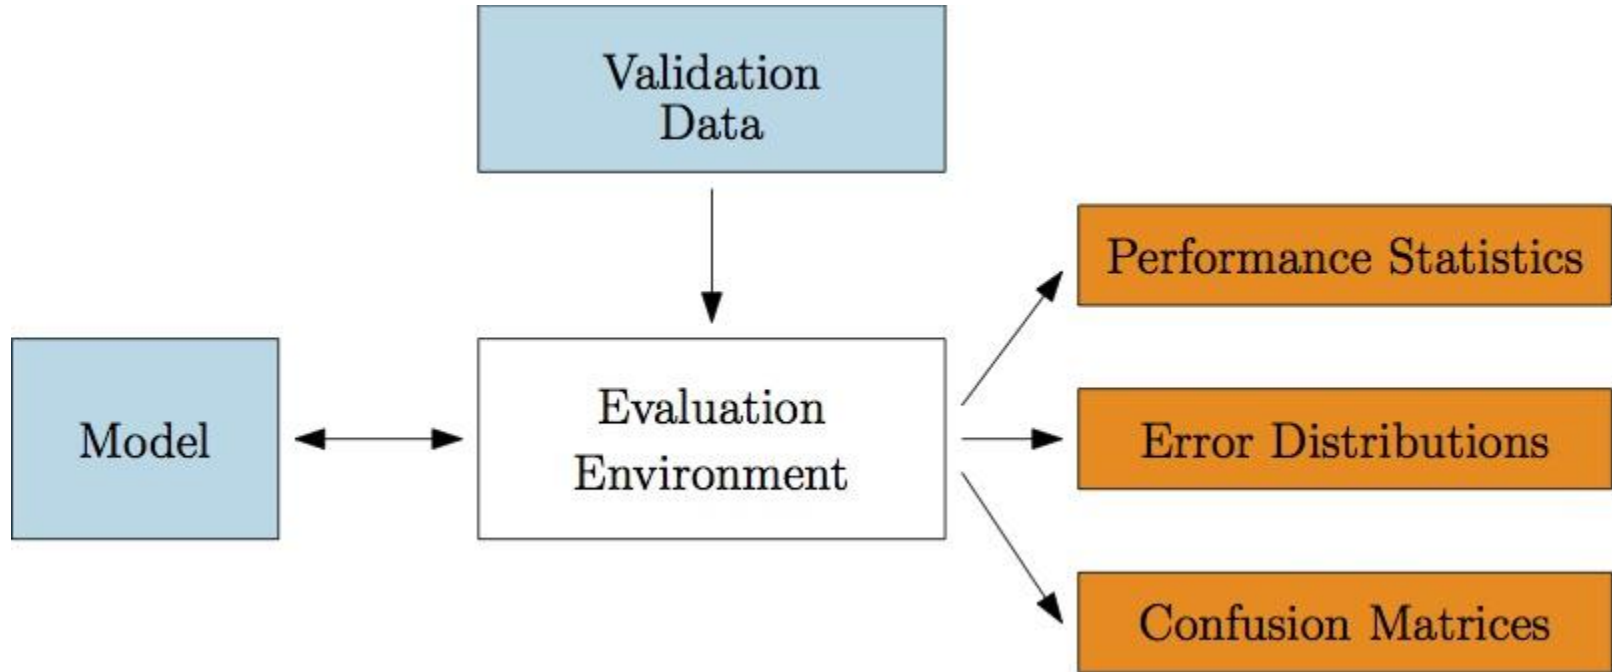 Validation
Data
Performance Statistics
Model
Evaluation
Environment
Error Distributions
Confusion Matrices